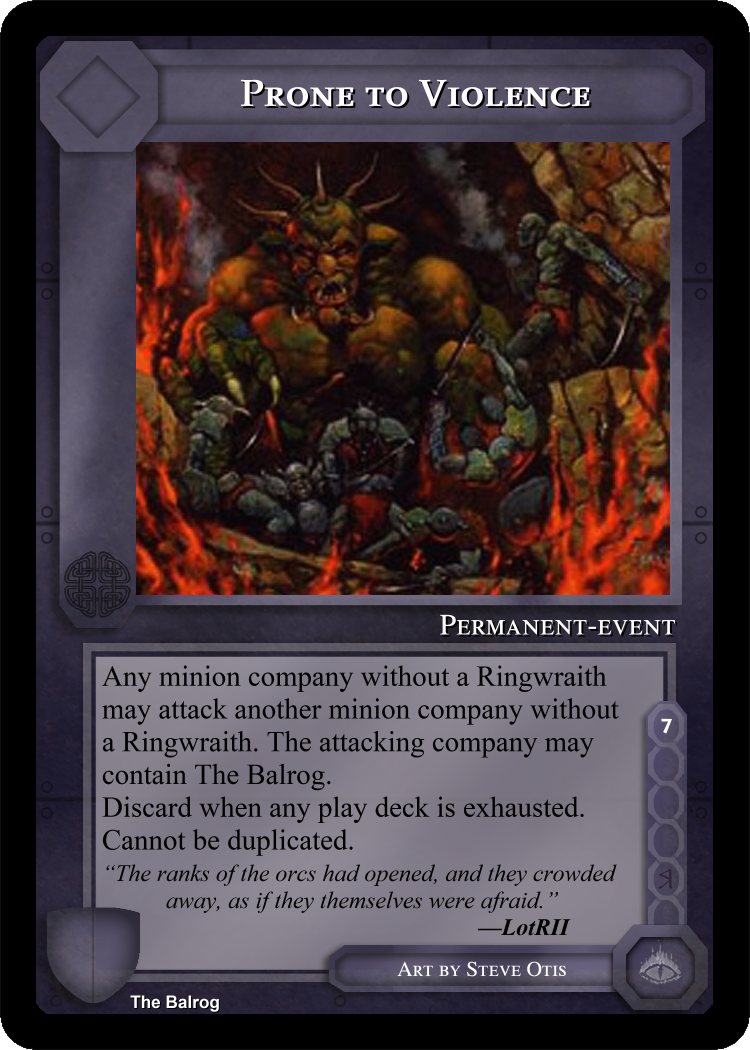 Prone to Violence
Permanent-event
Any minion company without a Ringwraith
may attack another minion company without
a Ringwraith. The attacking company may
contain The Balrog.
Discard when any play deck is exhausted.
Cannot be duplicated.
“The ranks of the orcs had opened, and they crowded
away, as if they themselves were afraid.”
—LotRII
7
Art by Steve Otis
The Balrog